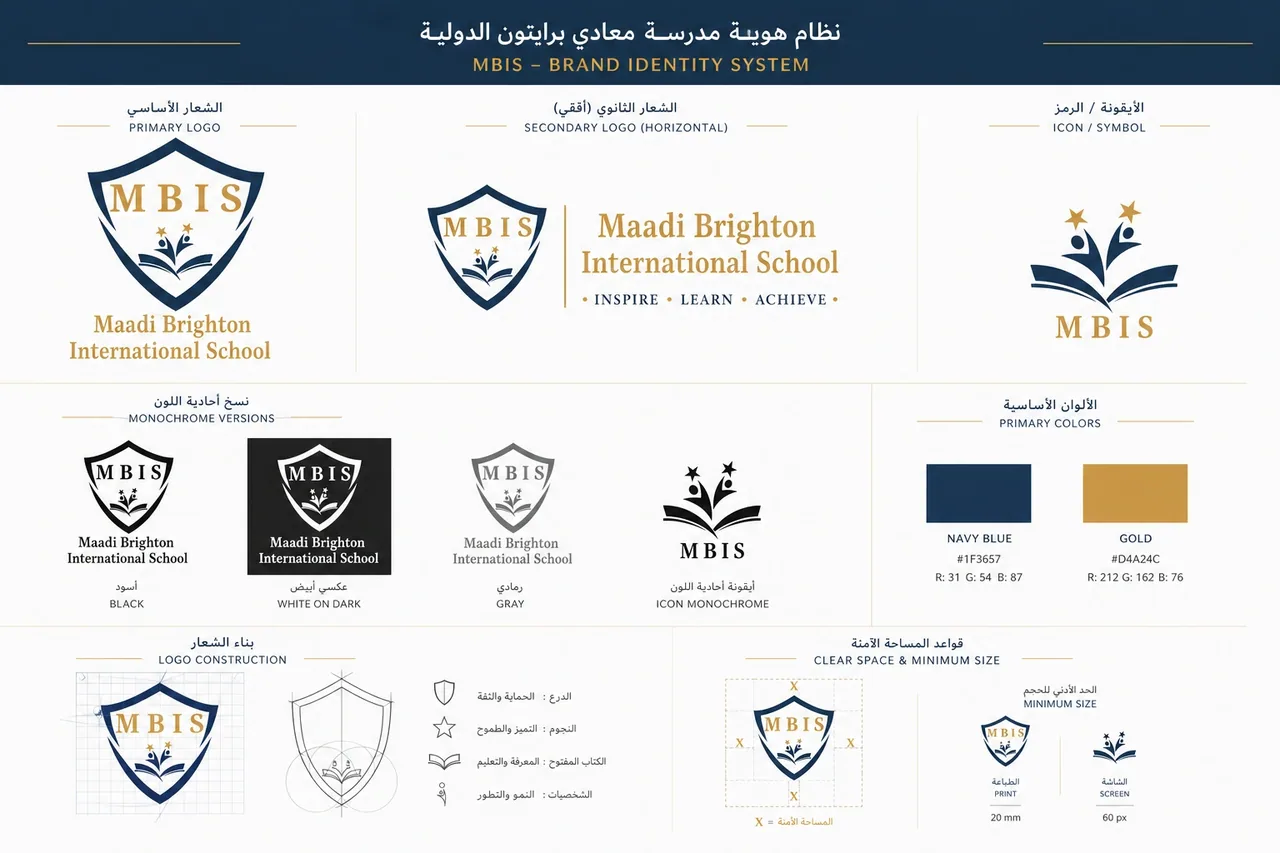 نظام هوية مدرسة معادي برايتون الدولية
MBIS – BRAND IDENTITY SYSTEM
الشعار الأساسي
PRIMARY LOGO
MBIS
Maadi Brighton
International School
الشعار الثانوي (أفقي)
SECONDARY LOGO (HORIZONTAL)
MBIS
Maadi Brighton
International School
• INSPIRE • LEARN • ACHIEVE •
الأيقونة / الرمز
ICON / SYMBOL
MBIS
نسخ أحادية اللون
MONOCHROME VERSIONS
MBIS
Maadi Brighton
International School
أسود
BLACK
MBIS
Maadi Brighton
International School
عكسي أبيض
WHITE ON DARK
MBIS
Maadi Brighton
International School
رمادي
GRAY
MBIS
أيقونة أحادية اللون
ICON MONOCHROME
الألوان الأساسية
PRIMARY COLORS
NAVY BLUE
#1F3657
R: 31 G: 54 B: 87
GOLD
#D4A24C
R: 212 G: 162 B: 76
بناء الشعار
LOGO CONSTRUCTION
MBIS
الدرع : الحماية والثقة
النجوم : التميز والطموح
الكتاب المفتوح : المعرفة والتعليم
الشخصيات : النمو والتطور
قواعد المساحة الآمنة
CLEAR SPACE & MINIMUM SIZE
X
MBIS
X
X
X
X = المساحة الآمنة
الحد الأدني للحجم
MINIMUM SIZE
MBIS
الطباعة
PRINT
20 mm
الشاشة
SCREEN
60 px